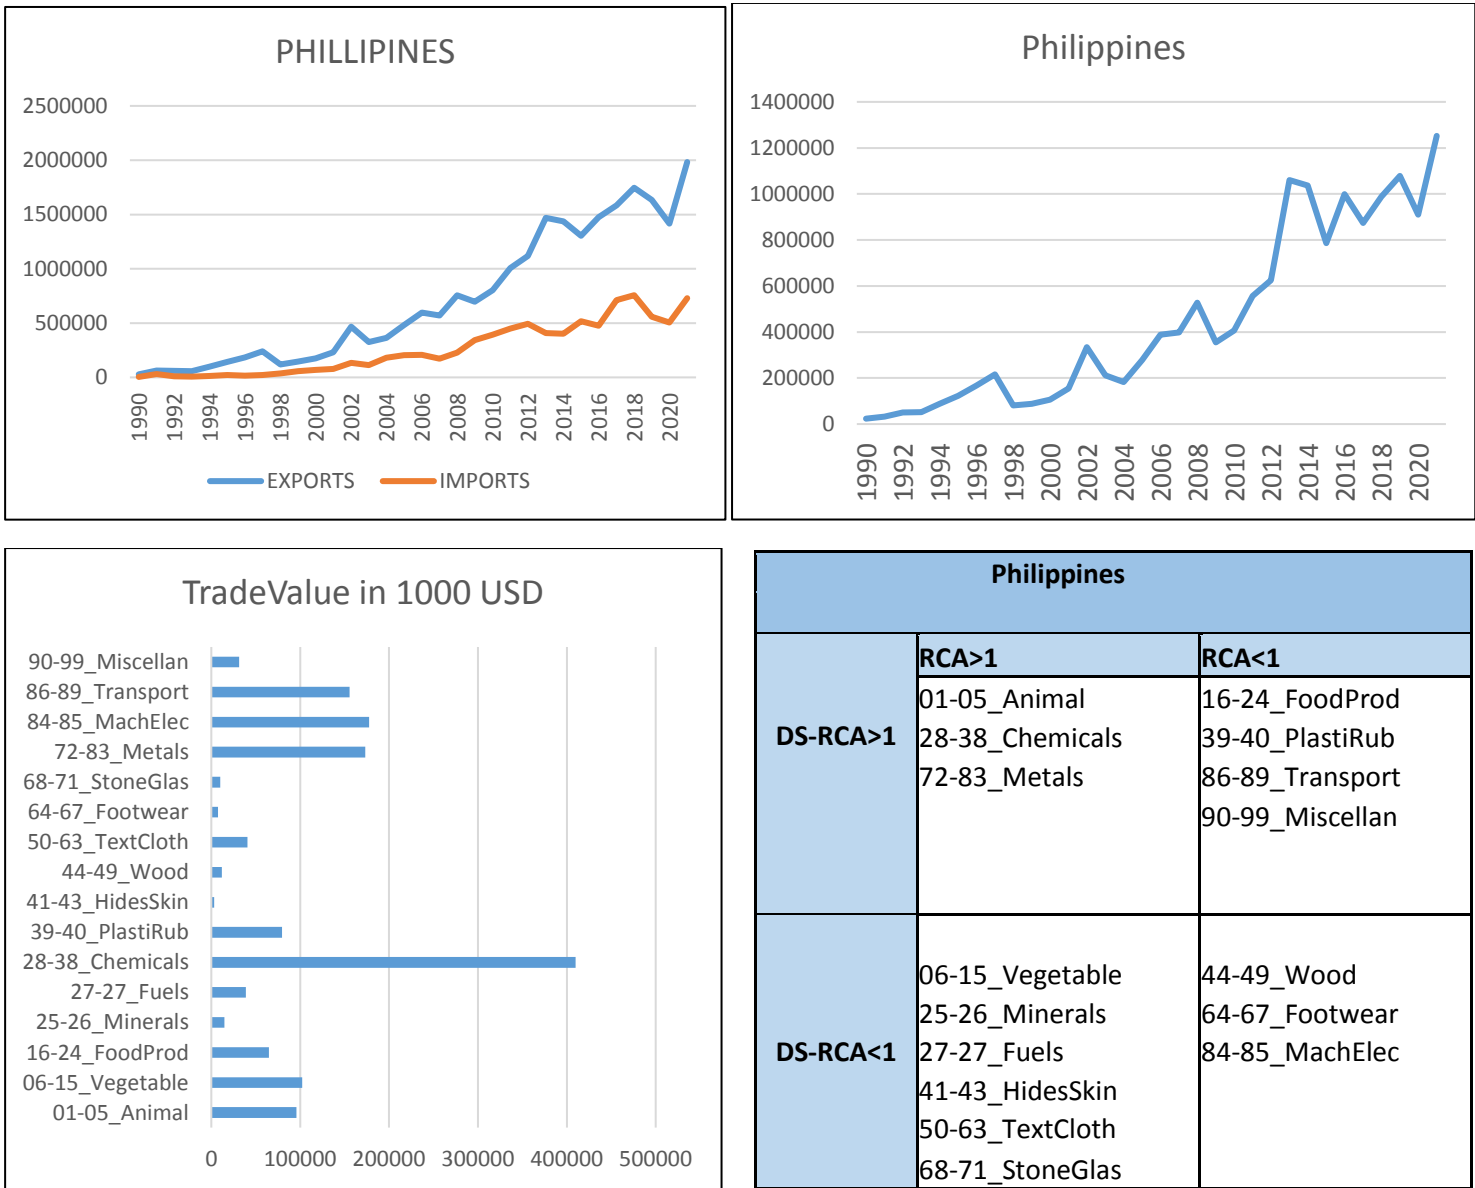 PHILLIPINES
2500000
2000000
1500000
1000000
500000
0
1990
1992
1994
1996
1998
2000
2002
2004
2006
2008
2010
2012
2014
2016
2018
2020
EXPORTS
IMPORTS
Philippines
1400000
1200000
1000000
800000
600000
400000
200000
0
1990
1992
1994
1996
1998
2000
2002
2004
2006
2008
2010
2012
2014
2016
2018
2020
TradeValue in 1000 USD
90-99_Miscellan
86-89_Transport
84-85_MachElec
72-83_Metals
68-71_StoneGlas
64-67_Footwear
50-63_TextCloth
44-49_Wood
41-43_HidesSkin
39-40_PlastiRub
28-38_Chemicals
27-27_Fuels
25-26_Minerals
16-24_FoodProd
06-15_Vegetable
01-05_Animal
0 100000 200000 300000 400000 500000
Philippines
RCA>1
RCA<1
DS-RCA>1
01-05_Animal
28-38_Chemicals
72-83_Metals
16-24_FoodProd
39-40_PlastiRub
86-89_Transport
90-99_Miscellan
DS-RCA<1
06-15_Vegetable
25-26_Minerals
27-27_Fuels
41-43_HidesSkin
50-63_TextCloth
68-71_StoneGlas
44-49_Wood
64-67_Footwear
84-85_MachElec